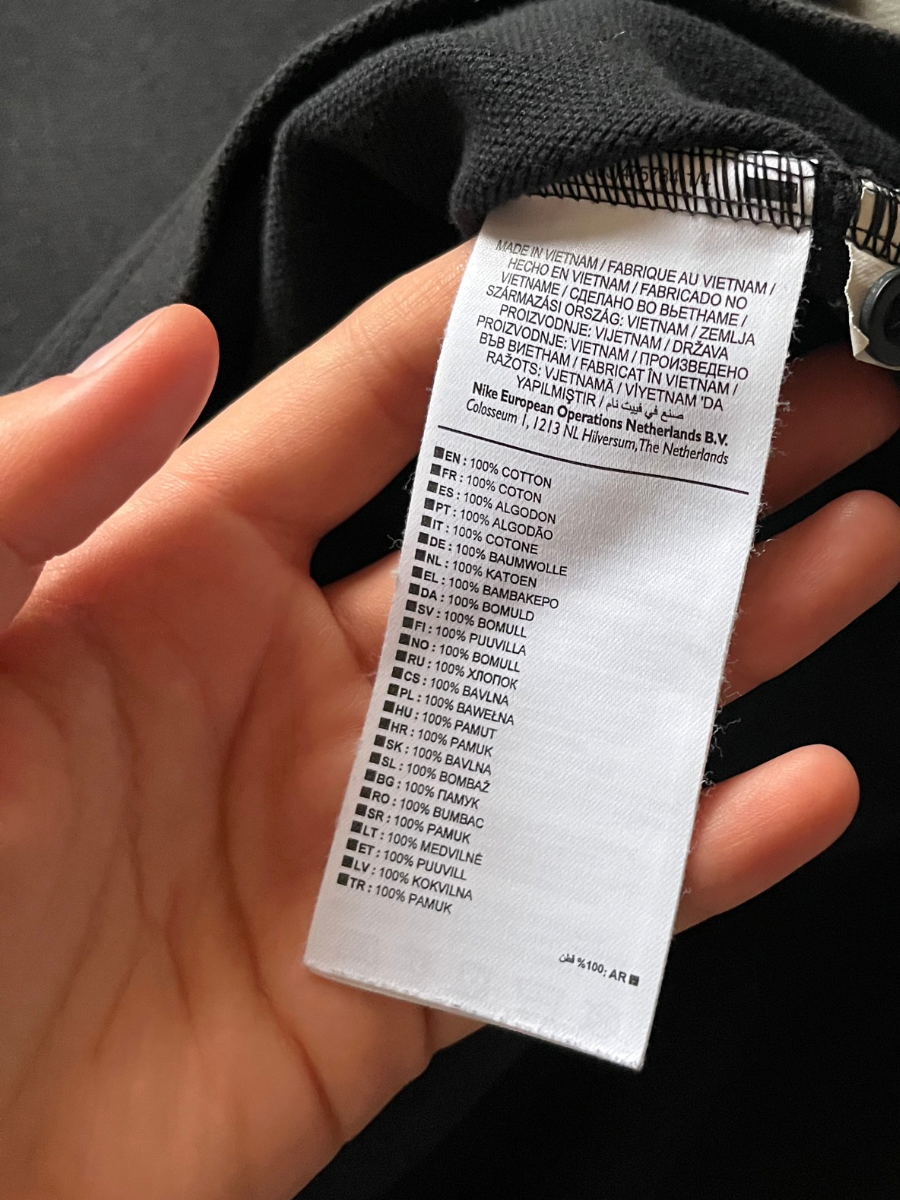 MADE IN VIETNAM / FABRIQUE AU VIETNAM /
HECHO EN VIETNAM / FABRICADO NO
VIETNAME / СДЕЛАНО ВО ВЬЕТНАМЕ /
SZÁRMAZÁSI ORSZÁG: VIETNAM / ZEMLJA
PROIZVODNJE: VIJETNAM / DRŽAVA
PROIZVODNJE: VIETNAM / ПРОИЗВЕДЕНО
ВЪВ ВИЕТНАМ / FABRICAT ÎN VIETNAM /
RAŽOTS: VJETNAMĀ / VİYETNAM 'DA
YAPILMIŞTIR / صنع في فييت نام
Nike European Operations Netherlands B.V.
Colosseum 1, 1213 NL Hilversum, The Netherlands
EN : 100% COTTON
FR : 100% COTON
ES : 100% ALGODON
PT : 100% ALGODÃO
IT : 100% COTONE
DE : 100% BAUMWOLLE
NL : 100% KATOEN
EL : 100% ΒΑΜΒΑΚΕΡΟ
DA : 100% BOMULD
SV : 100% BOMULL
FI : 100% PUUVILLA
NO : 100% BOMULL
RU : 100% ХЛОПОК
CS : 100% BAVLNA
PL : 100% BAWEŁNA
HU : 100% PAMUT
HR : 100% PAMUK
SK : 100% BAVLNA
SL : 100% BOMBAŽ
BG : 100% ПАМУК
RO : 100% BUMBAC
SR : 100% PAMUK
LT : 100% MEDVILNĖ
ET : 100% PUUVILL
LV : 100% KOKVILNA
TR : 100% PAMUK
قطن %100 : AR